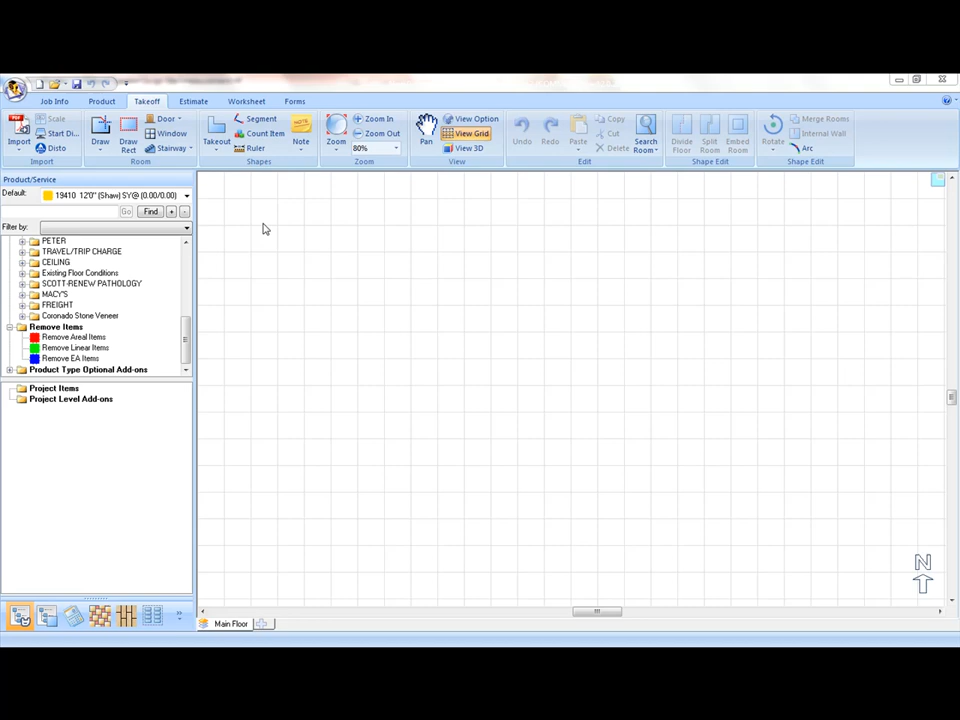 Job Info Product Takeoff Estimate Worksheet Forms
Import Scale Start Di... Disto Import
Draw Draw Rect Door Window Stairway Room
Takeoff Segment Count Item Ruler Note Shapes
Zoom Zoom In Zoom Out 80% Zoom
Pan View Option View Grid View 3D View
Undo Redo Paste Copy Cut Delete Search Room Edit
Divide Floor Split Room Embed Room Shape Edit
Rotate Merge Rooms Internal Wall Arc Shape Edit
Product/Service
Default: 19410 12'0" (Shaw) SY@ (0.00/0.00)
Go Find + -
Filter by:
PETER
TRAVEL/TRIP CHARGE
CEILING
Existing Floor Conditions
SCOTT-RENEW PATHOLOGY
MACY'S
FREIGHT
Coronado Stone Veneer
Remove Items
Remove Areal Items
Remove Linear Items
Remove EA Items
Product Type Optional Add-ons
Project Items
Project Level Add-ons
N
Main Floor